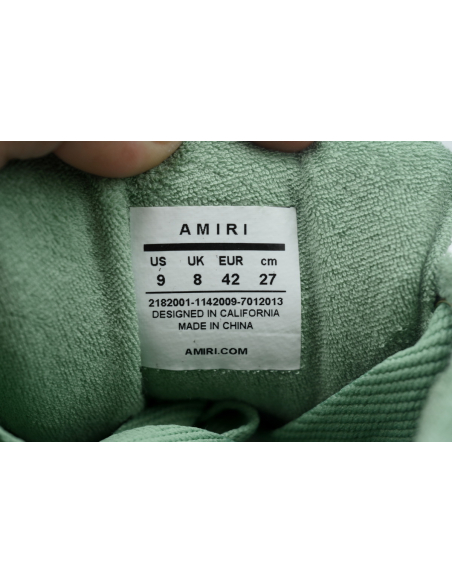 AMIRI
US UK EUR cm
9 8 42 27
2182001-1142009-7012013
DESIGNED IN CALIFORNIA
MADE IN CHINA
AMIRI.COM